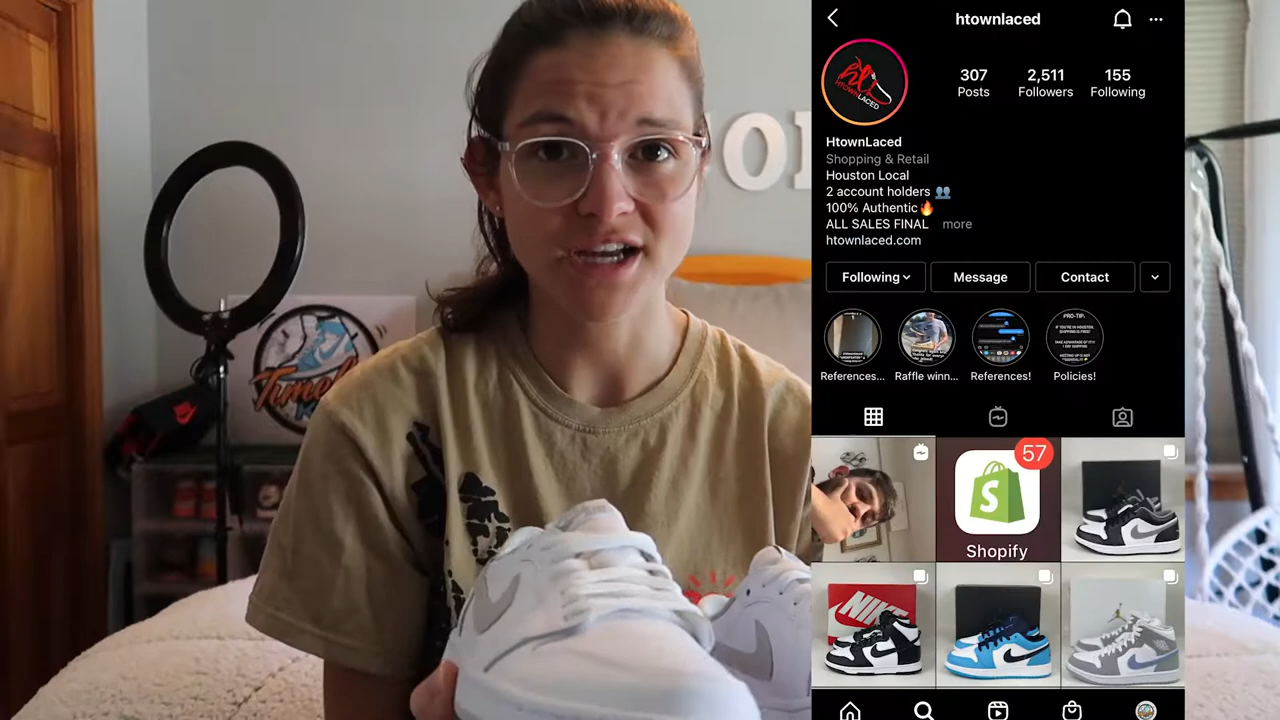 htownlaced
307
Posts
2,511
Followers
155
Following
HTOWNLACED
HtownLaced
Shopping & Retail
Houston Local
2 account holders 👥
100% Authentic🔥
ALL SALES FINAL more
htownlaced.com
Following
Message
Contact
References...
Raffle winn...
References!
Policies!
57
S
Shopify
NIKE